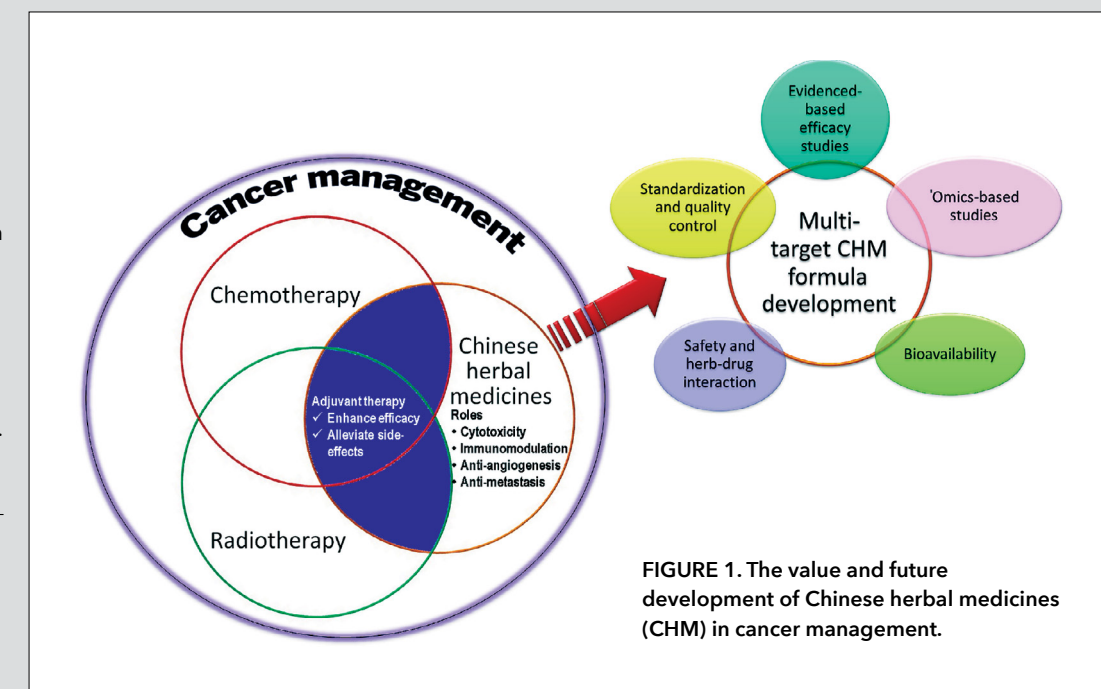 Cancer management
Chemotherapy
Radiotherapy
Adjuvant therapy
✓ Enhance efficacy
✓ Alleviate side-
effects
Chinese
herbal
medicines
Roles
• Cytotoxicity
• Immunomodulation
• Anti-angiogenesis
• Anti-metastasis
Evidenced-
based
efficacy
studies
Standardization
and quality
control
'Omics-based
studies
Multi-
target CHM
formula
development
Safety and
herb-drug
interaction
Bioavailability
FIGURE 1. The value and future
development of Chinese herbal medicines
(CHM) in cancer management.